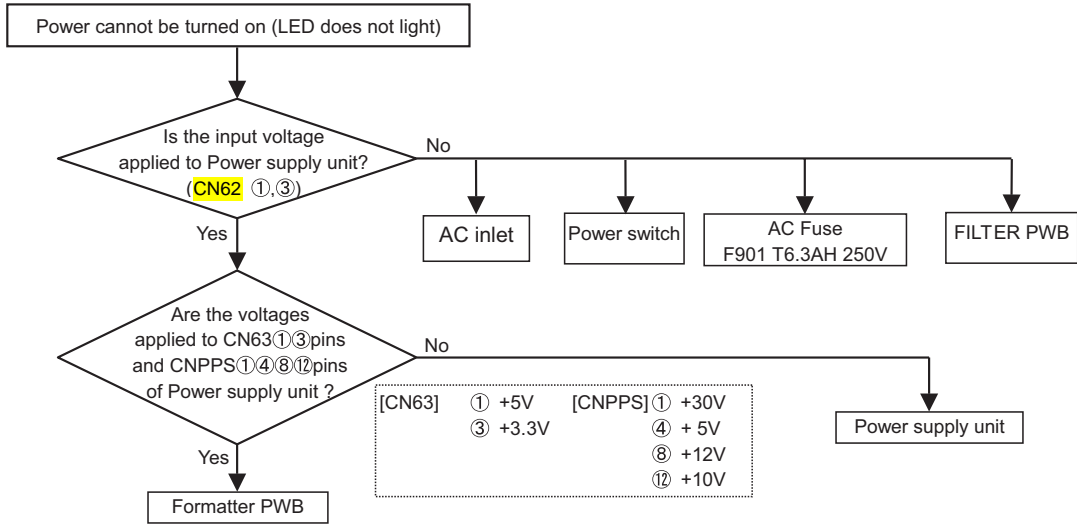 Power cannot be turned on (LED does not light)
Is the input voltage
applied to Power supply unit?
(CN62 ①,③)
No
Yes
AC inlet
Power switch
AC Fuse
F901 T6.3AH 250V
FILTER PWB
Are the voltages
applied to CN63①③pins
and CNPPS①④⑧⑫pins
of Power supply unit ?
No
Yes
[CN63] ① +5V [CNPPS] ① +30V
③ +3.3V ④ + 5V
⑧ +12V
⑫ +10V
Power supply unit
Formatter PWB